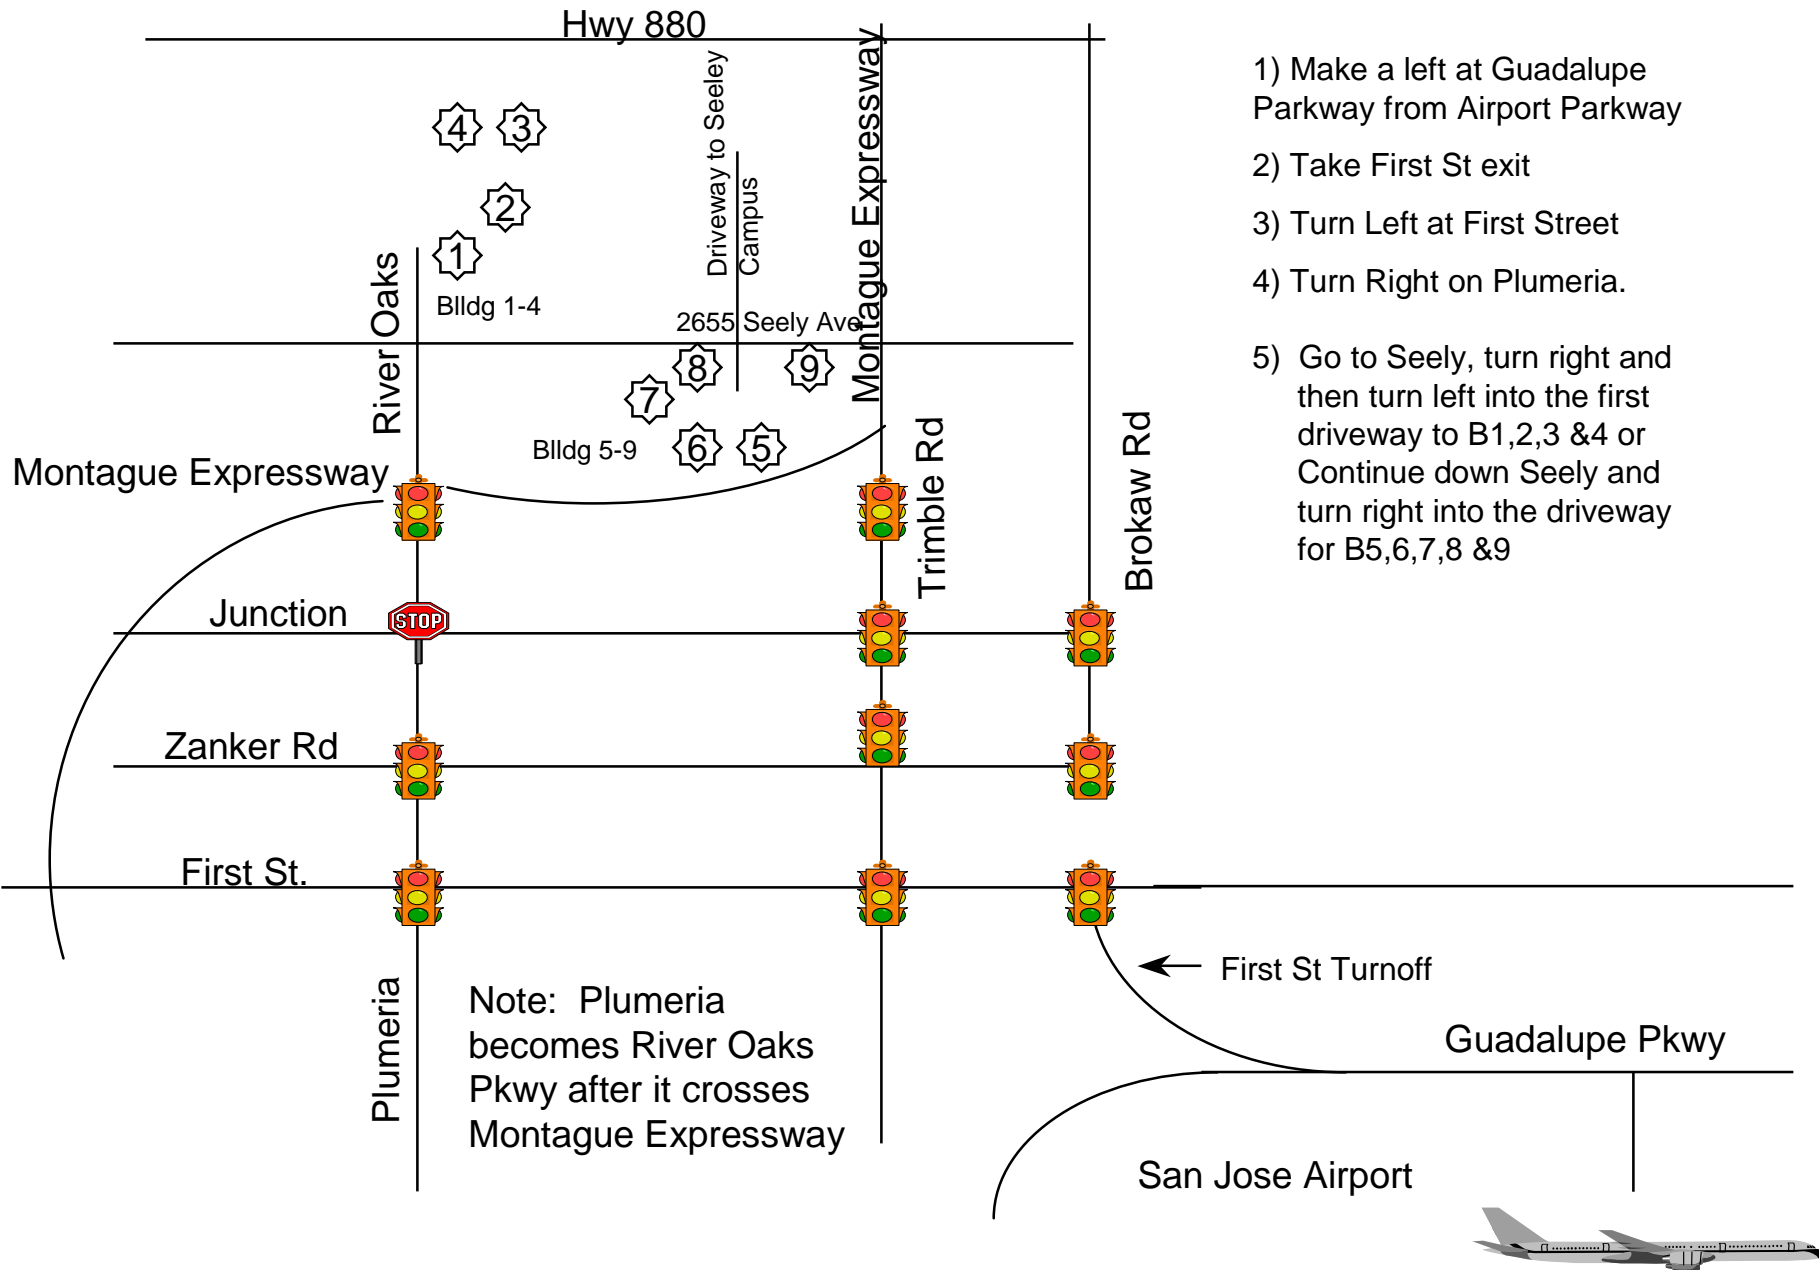 Hwy 880
Driveway to Seeley
Campus
Montague Expressway
1) Make a left at Guadalupe
Parkway from Airport Parkway
2) Take First St exit
3) Turn Left at First Street
4) Turn Right on Plumeria.
5) Go to Seely, turn right and
then turn left into the first
driveway to B1,2,3 &4 or
Continue down Seely and
turn right into the driveway
for B5,6,7,8 &9
4
3
2
1
Blldg 1-4
River Oaks
2655 Seely Ave
8
9
7
6
5
Blldg 5-9
Montague Expressway
Trimble Rd
Brokaw Rd
Junction
STOP
Zanker Rd
First St.
First St Turnoff
Plumeria
Note: Plumeria
becomes River Oaks
Pkwy after it crosses
Montague Expressway
Guadalupe Pkwy
San Jose Airport